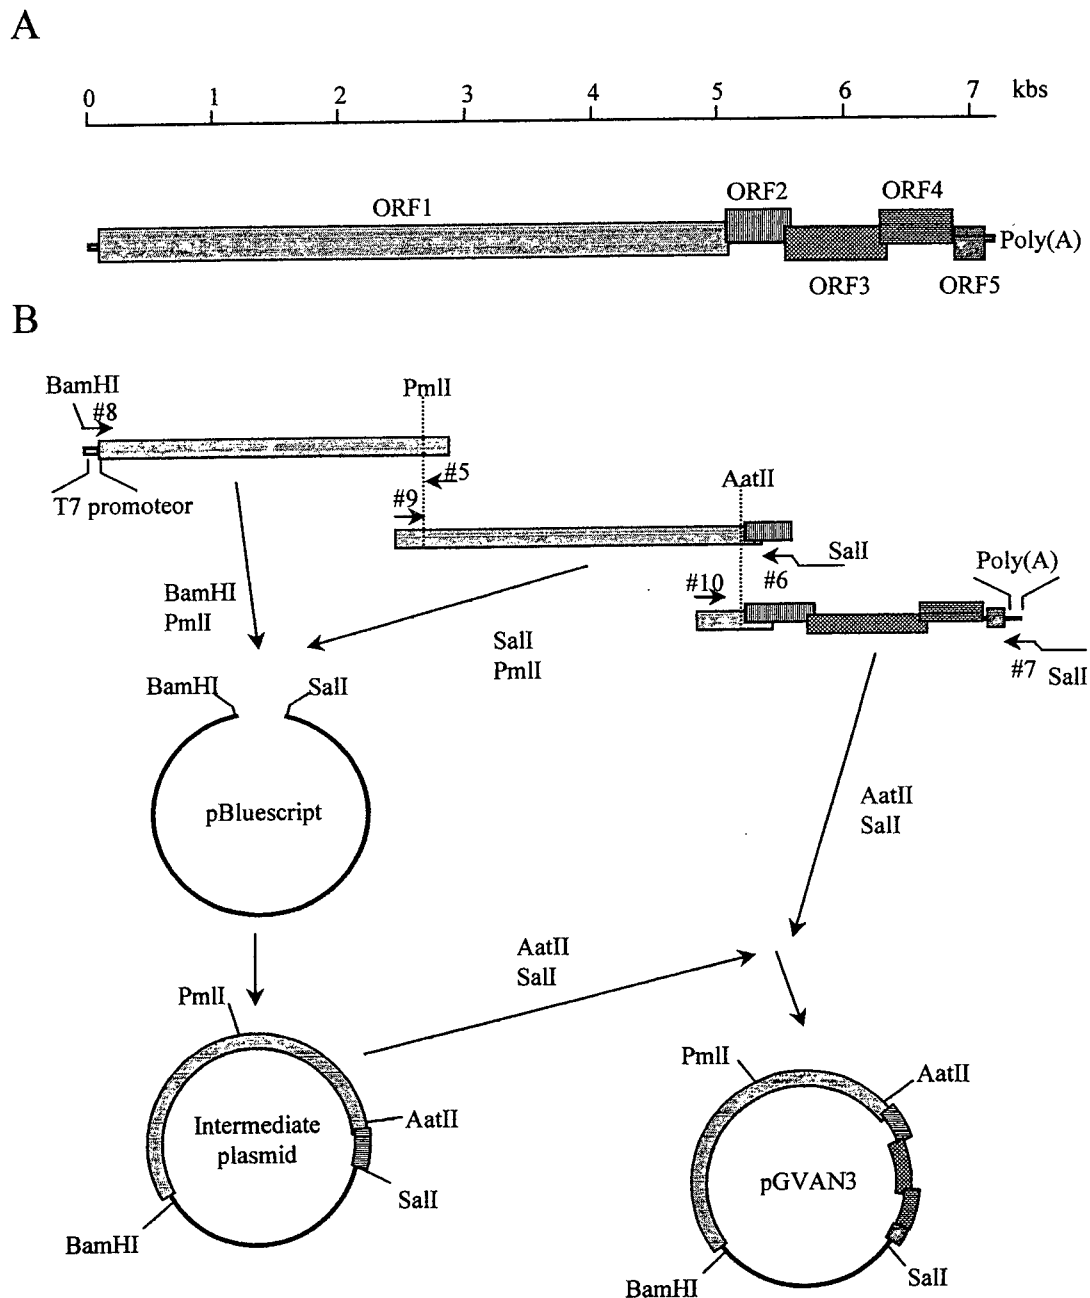 A
0 1 2 3 4 5 6 7 kbs
ORF1 ORF2 ORF4
Poly(A)
ORF3 ORF5
B
BamHI
#8
PmlI
#5
T7 promoteor
#9
AatII
SalI
#6
#10
Poly(A)
#7
SalI
BamHI
PmlI
SalI
PmlI
BamHI
SalI
pBluescript
AatII
SalI
AatII
SalI
PmlI
Intermediate
plasmid
AatII
SalI
BamHI
PmlI
AatII
pGVAN3
BamHI
SalI